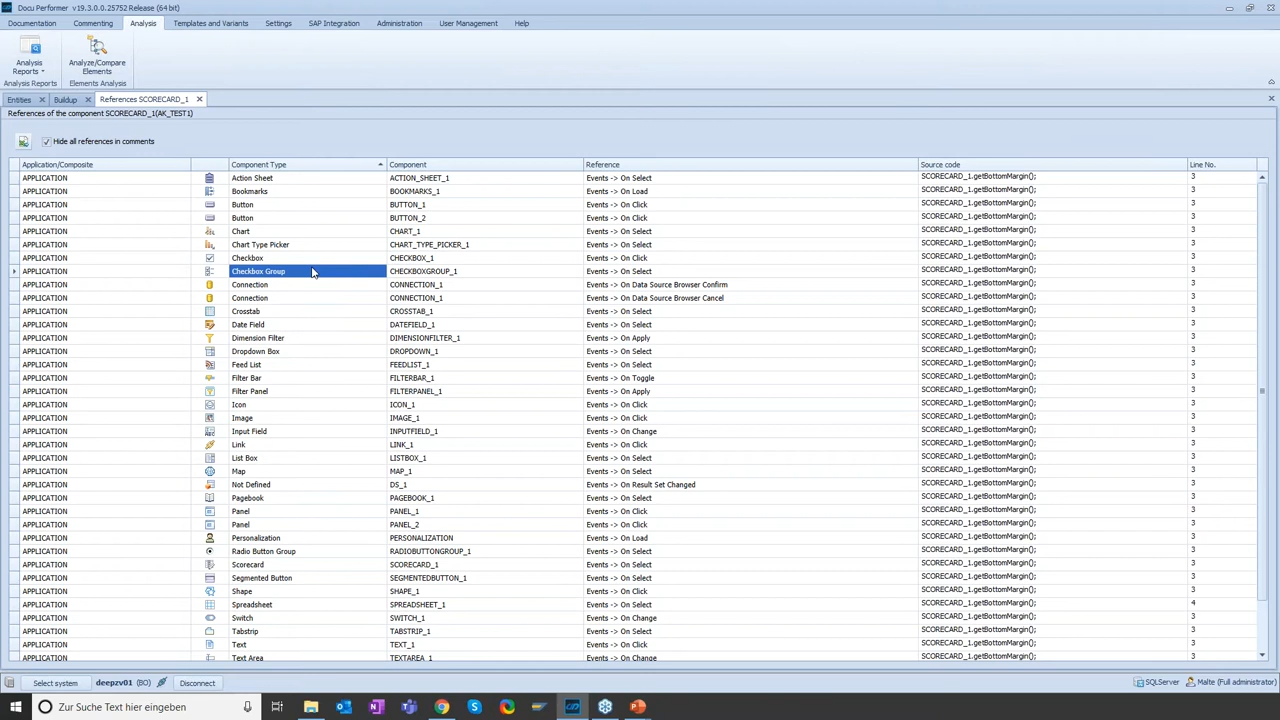 Docu Performer v19.3.0.0.25752 (64 bit)
Documentation Commenting Analysis Templates and Variants Settings SAP Integration Administration User Management Help
Analysis Reports
Analyze/Compare Elements
Analysis Reports Elements Analysis
Entities Buildup References SCORECARD_1
References of the component SCORECARD_1(AK_TEST1)
Hide all references in comments
Application/Composite Component Type Component Reference Source code Line No.
APPLICATION Action Sheet ACTION_SHEET_1 Events -> On Select SCORECARD_1.getBottomMargin(); 3
APPLICATION Bookmarks BOOKMARKS_1 Events -> On Load SCORECARD_1.getBottomMargin(); 3
APPLICATION Button BUTTON_1 Events -> On Click SCORECARD_1.getBottomMargin(); 3
APPLICATION Button BUTTON_2 Events -> On Click SCORECARD_1.getBottomMargin(); 3
APPLICATION Chart CHART_1 Events -> On Select SCORECARD_1.getBottomMargin(); 3
APPLICATION Chart Type Picker CHART_TYPE_PICKER_1 Events -> On Select SCORECARD_1.getBottomMargin(); 3
APPLICATION Checkbox CHECKBOX_1 Events -> On Click SCORECARD_1.getBottomMargin(); 3
APPLICATION Checkbox Group CHECKBOXGROUP_1 Events -> On Select SCORECARD_1.getBottomMargin(); 3
APPLICATION Connection CONNECTION_1 Events -> On Data Source Browser Confirm SCORECARD_1.getBottomMargin(); 3
APPLICATION Connection CONNECTION_1 Events -> On Data Source Browser Cancel SCORECARD_1.getBottomMargin(); 3
APPLICATION Crosstab CROSSTAB_1 Events -> On Select SCORECARD_1.getBottomMargin(); 3
APPLICATION Date Field DATEFIELD_1 Events -> On Select SCORECARD_1.getBottomMargin(); 3
APPLICATION Dimension Filter DIMENSIONFILTER_1 Events -> On Apply SCORECARD_1.getBottomMargin(); 3
APPLICATION Dropdown Box DROPDOWN_1 Events -> On Select SCORECARD_1.getBottomMargin(); 3
APPLICATION Feed List FEEDLIST_1 Events -> On Select SCORECARD_1.getBottomMargin(); 3
APPLICATION Filter Bar FILTERBAR_1 Events -> On Toggle SCORECARD_1.getBottomMargin(); 3
APPLICATION Filter Panel FILTERPANEL_1 Events -> On Apply SCORECARD_1.getBottomMargin(); 3
APPLICATION Icon ICON_1 Events -> On Click SCORECARD_1.getBottomMargin(); 3
APPLICATION Image IMAGE_1 Events -> On Click SCORECARD_1.getBottomMargin(); 3
APPLICATION Input Field INPUTFIELD_1 Events -> On Change SCORECARD_1.getBottomMargin(); 3
APPLICATION Link LINK_1 Events -> On Click SCORECARD_1.getBottomMargin(); 3
APPLICATION List Box LISTBOX_1 Events -> On Select SCORECARD_1.getBottomMargin(); 3
APPLICATION Map MAP_1 Events -> On Select SCORECARD_1.getBottomMargin(); 3
APPLICATION Not Defined DS_1 Events -> On Result Set Changed SCORECARD_1.getBottomMargin(); 3
APPLICATION Pagebook PAGEBOOK_1 Events -> On Select SCORECARD_1.getBottomMargin(); 3
APPLICATION Panel PANEL_1 Events -> On Click SCORECARD_1.getBottomMargin(); 3
APPLICATION Panel PANEL_2 Events -> On Click SCORECARD_1.getBottomMargin(); 3
APPLICATION Personalization PERSONALIZATION Events -> On Load SCORECARD_1.getBottomMargin(); 3
APPLICATION Radio Button Group RADIOBUTTONGROUP_1 Events -> On Select SCORECARD_1.getBottomMargin(); 3
APPLICATION Scorecard SCORECARD_1 Events -> On Select SCORECARD_1.getBottomMargin(); 3
APPLICATION Segmented Button SEGMENTEDBUTTON_1 Events -> On Select SCORECARD_1.getBottomMargin(); 3
APPLICATION Shape SHAPE_1 Events -> On Click SCORECARD_1.getBottomMargin(); 3
APPLICATION Spreadsheet SPREADSHEET_1 Events -> On Select SCORECARD_1.getBottomMargin(); 4
APPLICATION Switch SWITCH_1 Events -> On Change SCORECARD_1.getBottomMargin(); 3
APPLICATION Tabstrip TABSTRIP_1 Events -> On Select SCORECARD_1.getBottomMargin(); 3
APPLICATION Text TEXT_1 Events -> On Click SCORECARD_1.getBottomMargin(); 3
APPLICATION Text Area TEXTAREA_1 Events -> On Change SCORECARD_1.getBottomMargin(); 3
Select system deepzv01 (BO) Disconnect SQLServer Malte (Full administrator)
Zur Suche Text hier eingeben